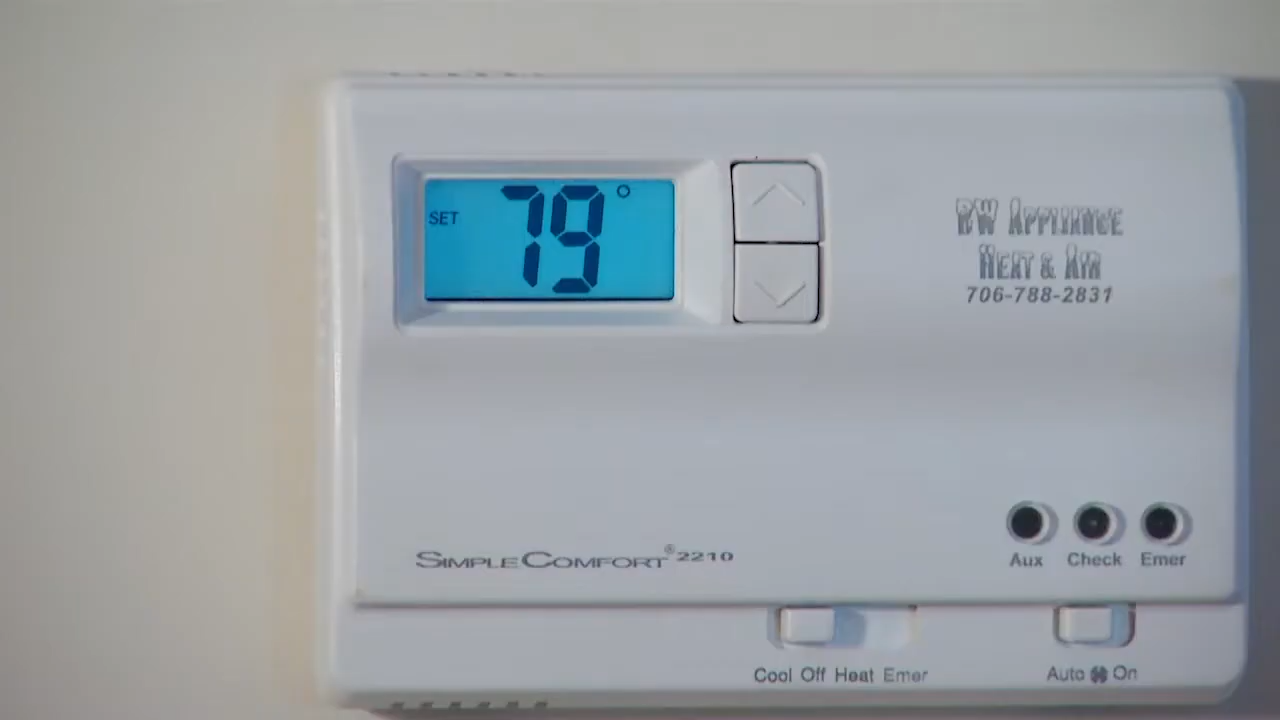 SET 79°
BW APPLIANCE
HEAT & AIR
706-788-2831
Aux Check Emer
SIMPLECOMFORT® 2210
Cool Off Heat Emer
Auto On